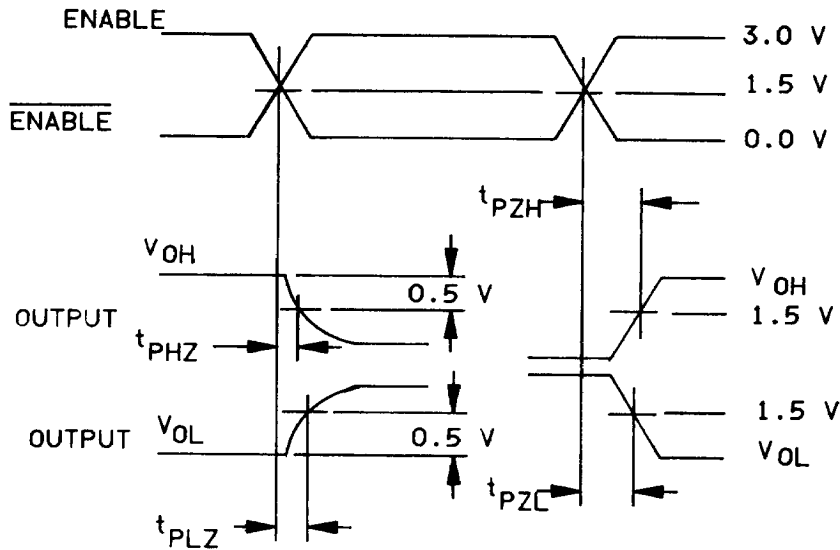 ENABLE
3.0 V
1.5 V
ENABLE
0.0 V
tPZH
VOH
VOH
0.5 V
OUTPUT
1.5 V
tPHZ
1.5 V
OUTPUT
VOL
0.5 V
VOL
tPZL
tPLZ